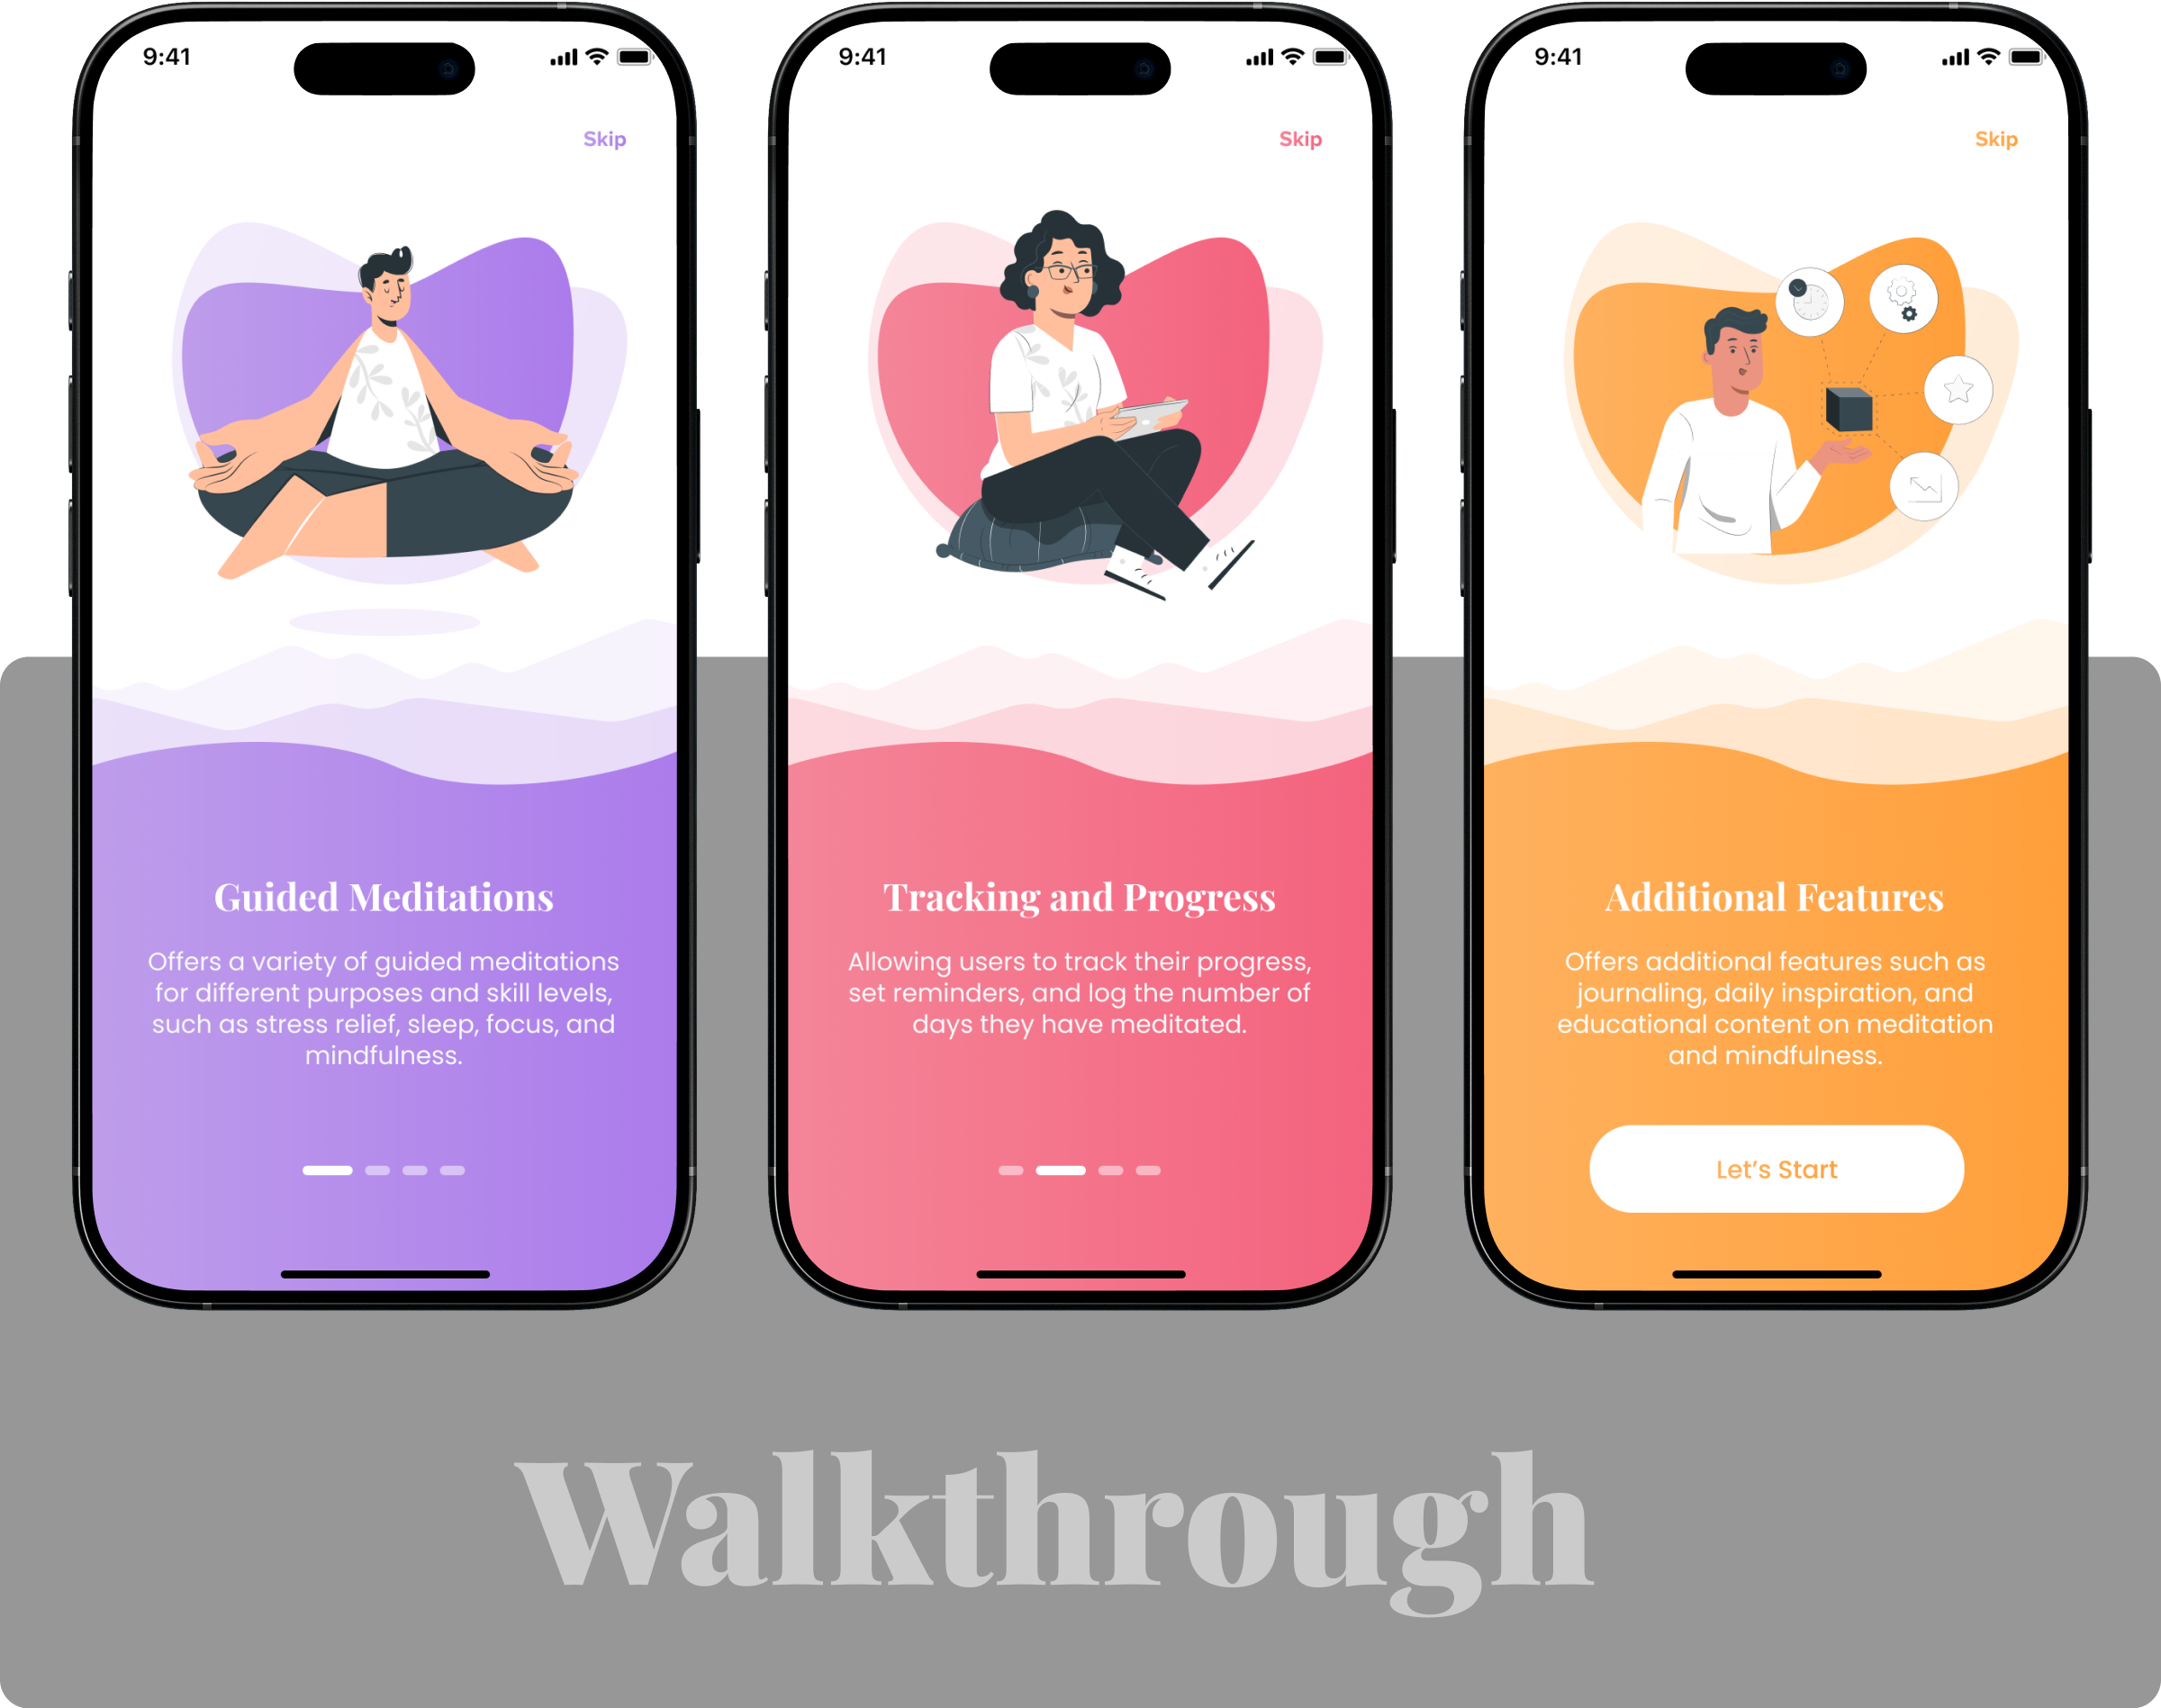 9:41
Skip
Guided Meditations
Offers a variety of guided meditations
for different purposes and skill levels,
such as stress relief, sleep, focus, and
mindfulness.
9:41
Skip
Tracking and Progress
Allowing users to track their progress,
set reminders, and log the number of
days they have meditated.
9:41
Skip
Additional Features
Offers additional features such as
journaling, daily inspiration, and
educational content on meditation
and mindfulness.
Let’s Start
Walkthrough